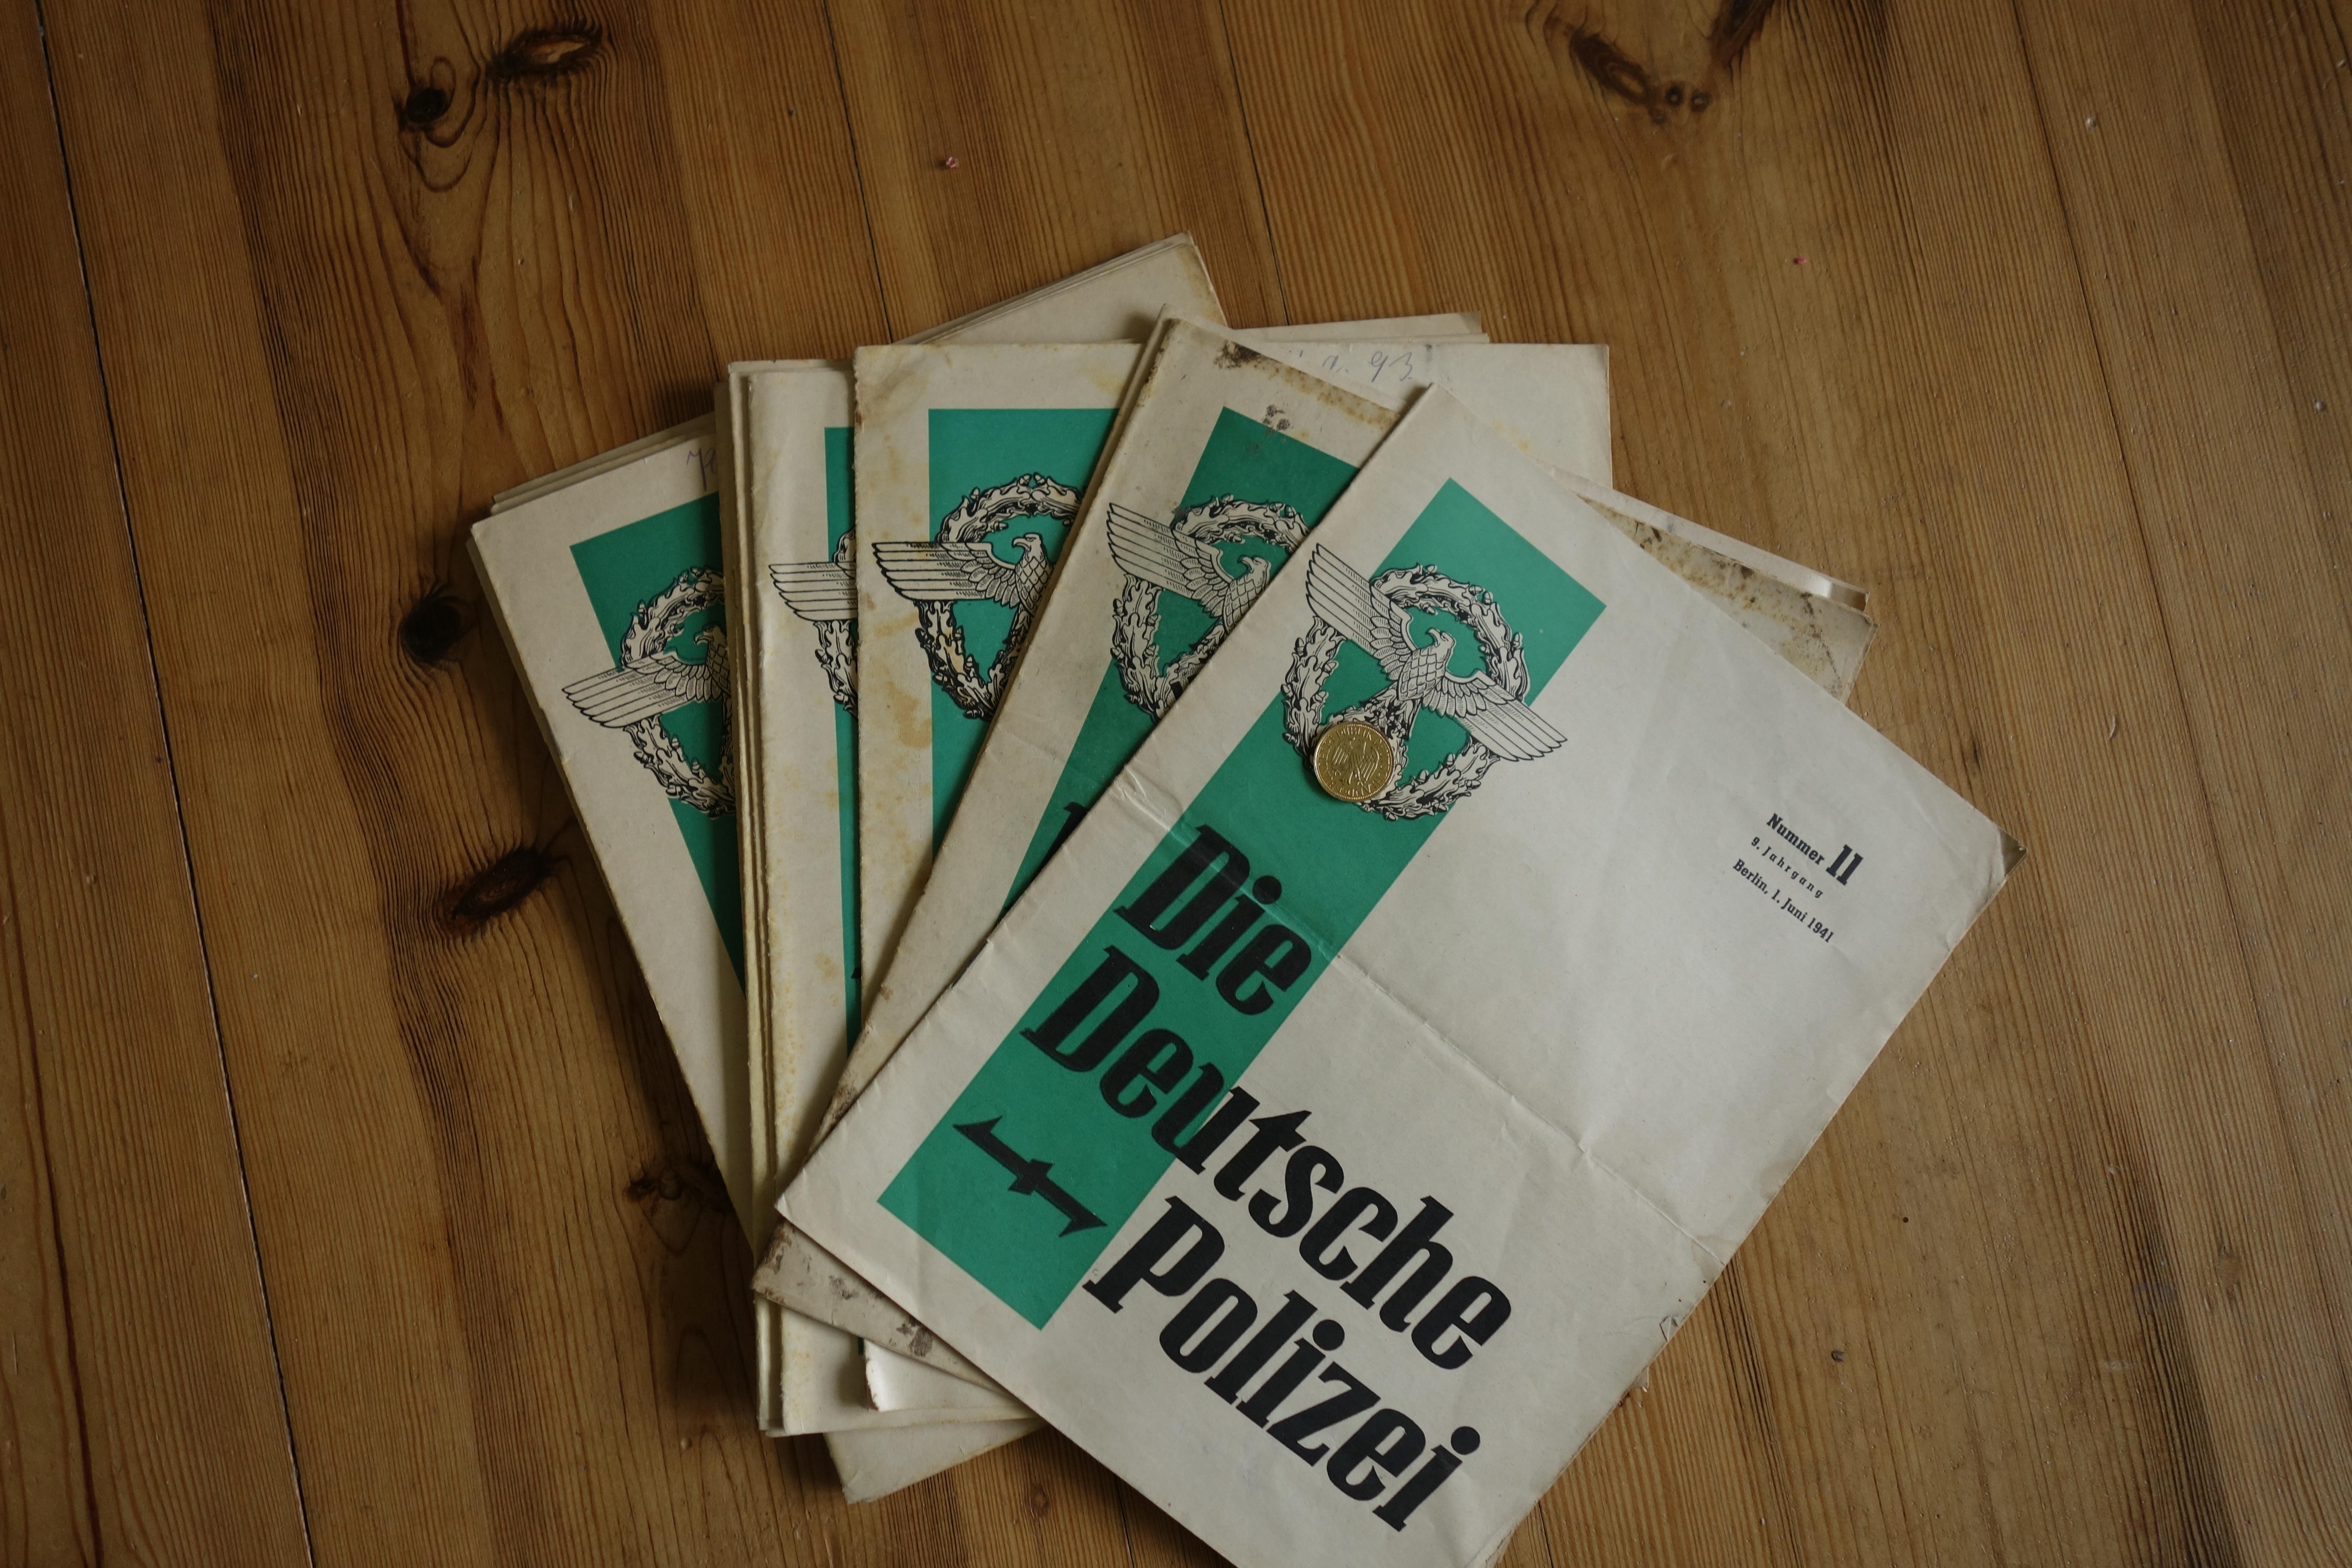 Nummer 11
9. Jahrgang
Berlin, 1. Juni 1941
Die
Deutsche
Polizei